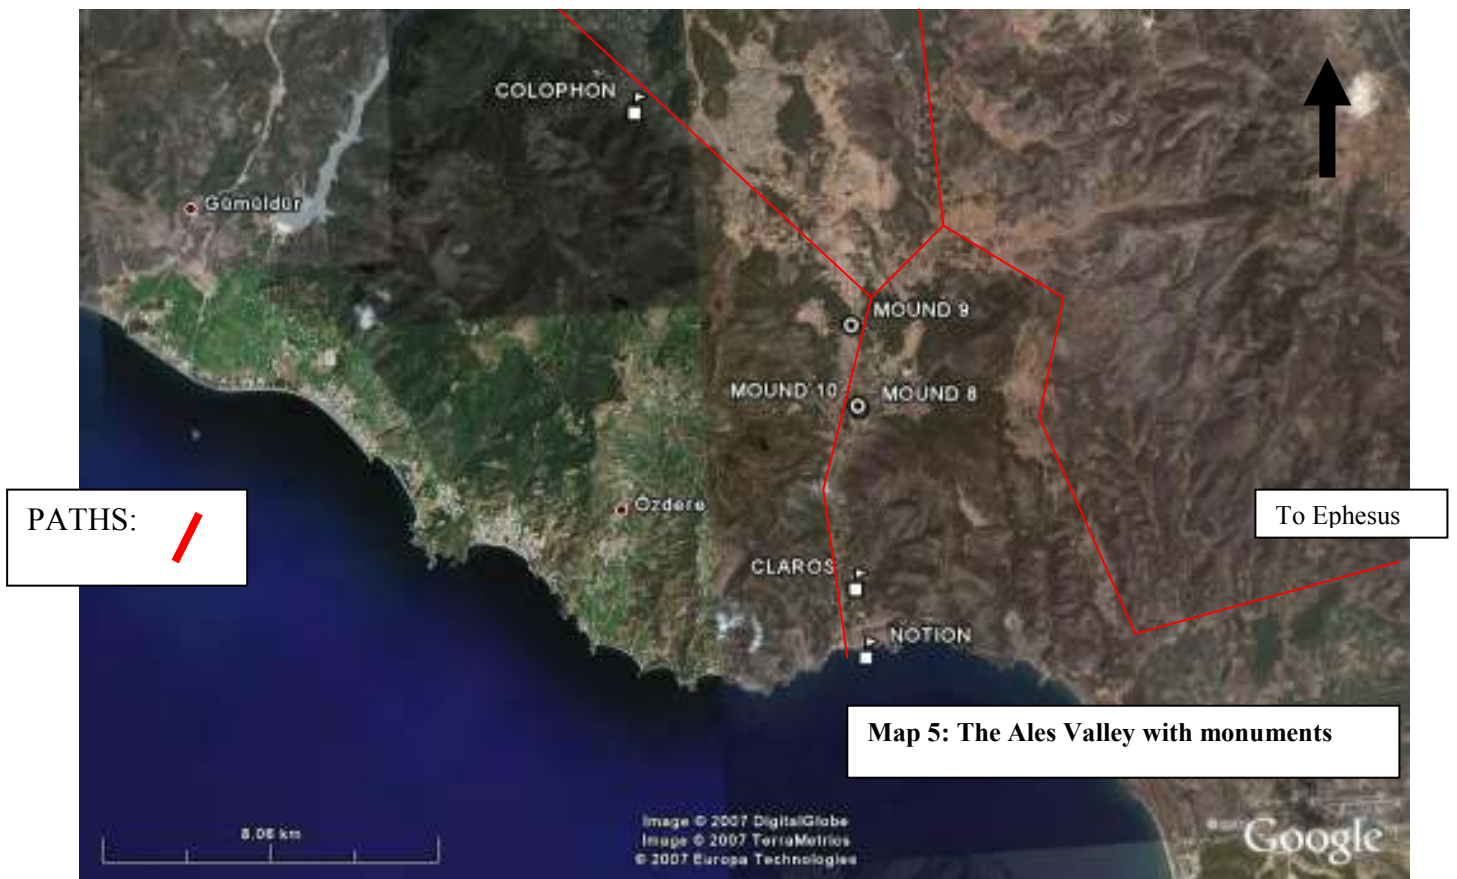 COLOPHON
Gümüldür
MOUND 9
MOUND 10
MOUND 8
Özdere
To Ephesus
PATHS:
CLAROS
NOTION
Map 5: The Ales Valley with monuments
8.06 km
Image © 2007 DigitalGlobe
Image © 2007 TerraMetrics
© 2007 Europa Technologies
Google